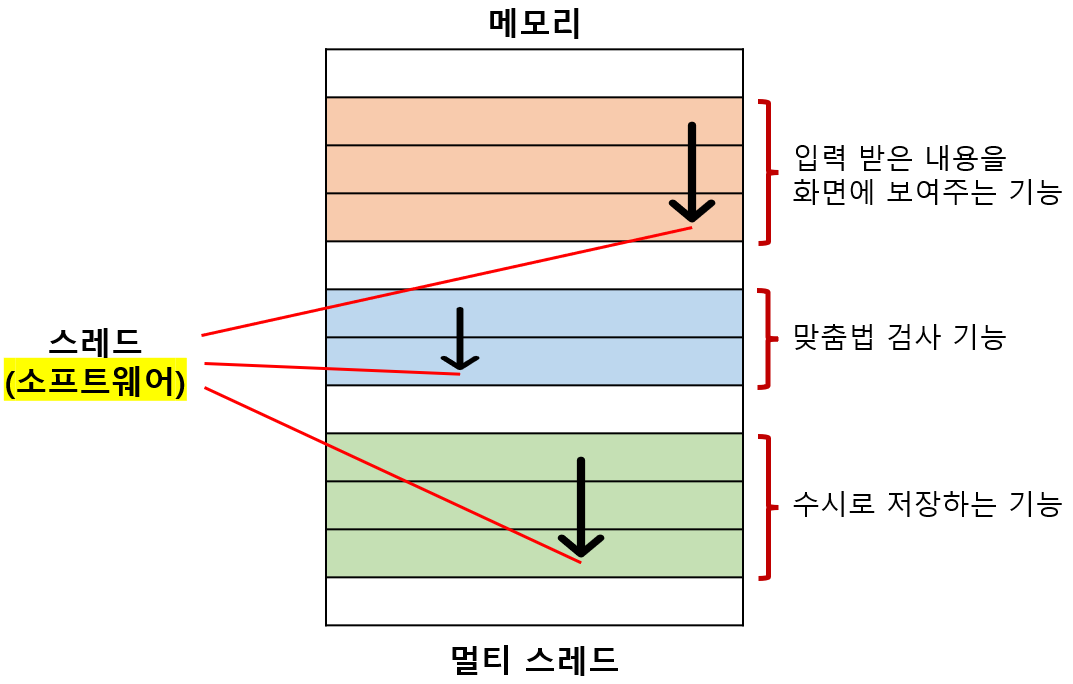 메모리
입력 받은 내용을
화면에 보여주는 기능
스레드
(소프트웨어)
맞춤법 검사 기능
수시로 저장하는 기능
멀티 스레드